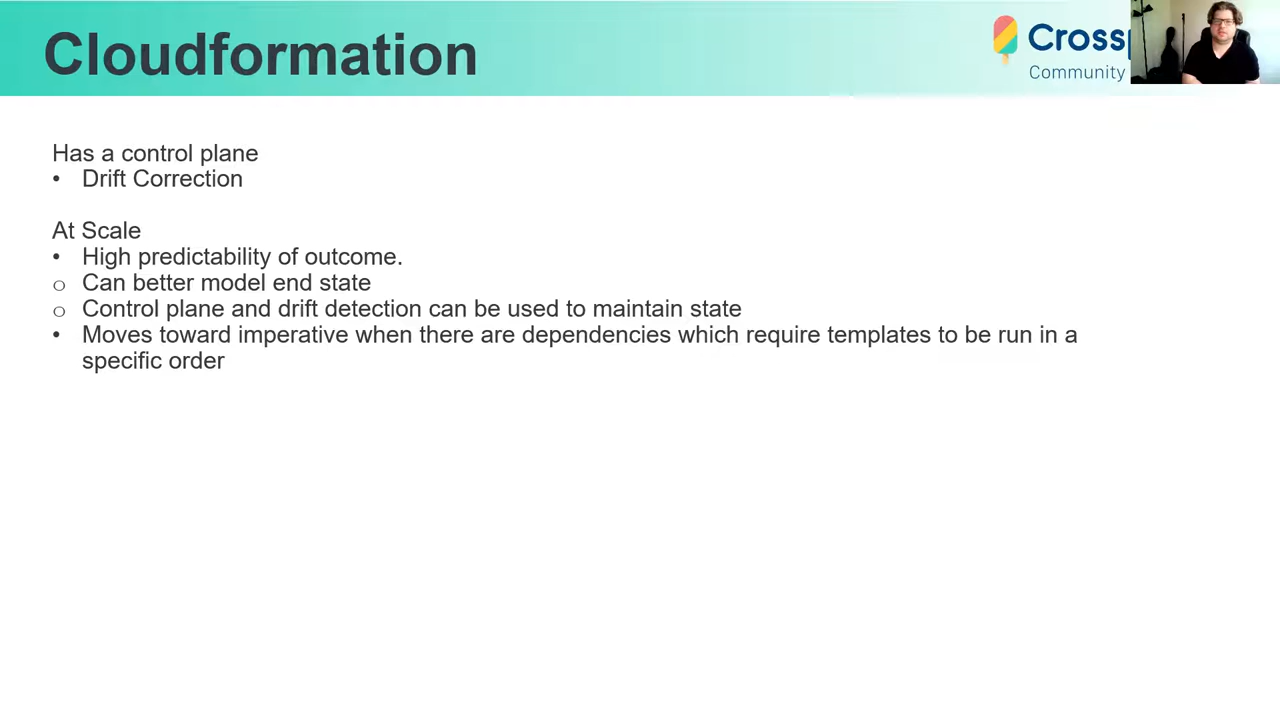 Cloudformation
Cross
Community
Has a control plane
• Drift Correction
At Scale
• High predictability of outcome.
o Can better model end state
o Control plane and drift detection can be used to maintain state
• Moves toward imperative when there are dependencies which require templates to be run in a
specific order